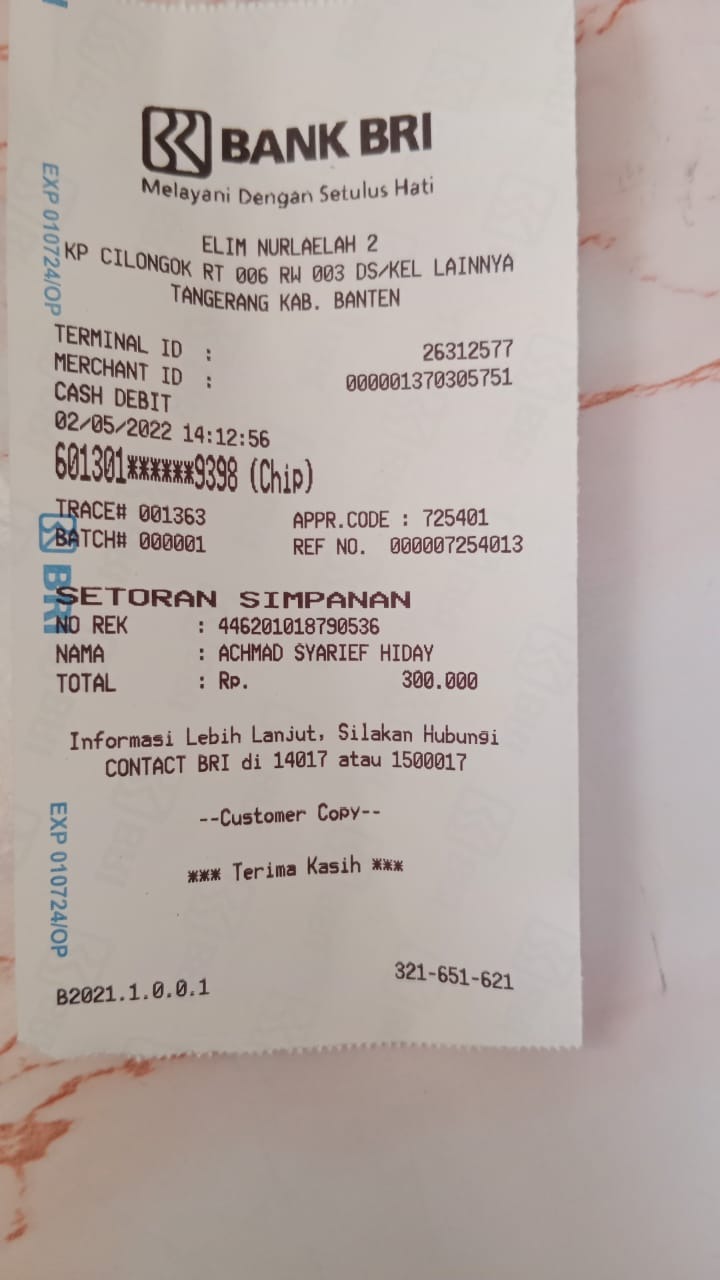 BANK BRI
Melayani Dengan Setulus Hati
ELIM NURLAELAH 2
KP CILONGOK RT 006 RW 003 DS/KEL LAINNYA
TANGERANG KAB. BANTEN
TERMINAL ID : 26312577
MERCHANT ID : 000001370305751
CASH DEBIT
02/05/2022 14:12:56
601301******9398 (Chip)
TRACE# 001363 APPR.CODE : 725401
BATCH# 000001 REF NO. 000007254013
SETORAN SIMPANAN
NO REK : 446201018790536
NAMA : ACHMAD SYARIEF HIDAY
TOTAL : Rp. 300.000
Informasi Lebih Lanjut, Silakan Hubungi
CONTACT BRI di 14017 atau 1500017
--Customer Copy--
*** Terima Kasih ***
B2021.1.0.0.1 321-651-621
EXP 010724/OP
BRI
EXP 010724/OP